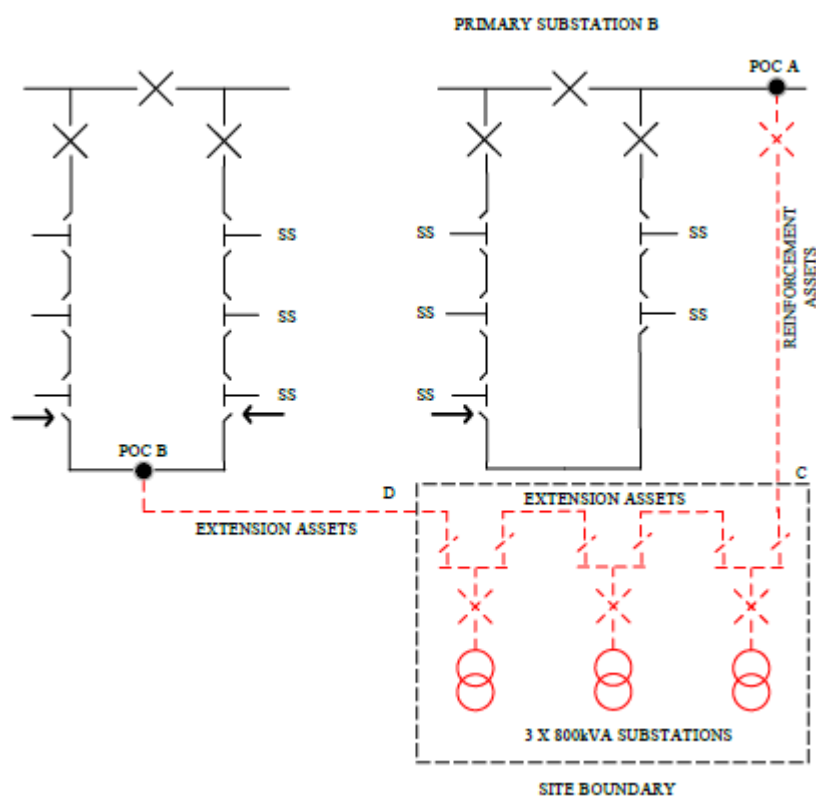 PRIMARY SUBSTATION B
POC A
SS
SS
SS
SS
SS
SS
SS
SS
REINFORCEMENT
ASSETS
POC B
D
C
EXTENSION ASSETS
EXTENSION ASSETS
3 X 800kVA SUBSTATIONS
SITE BOUNDARY